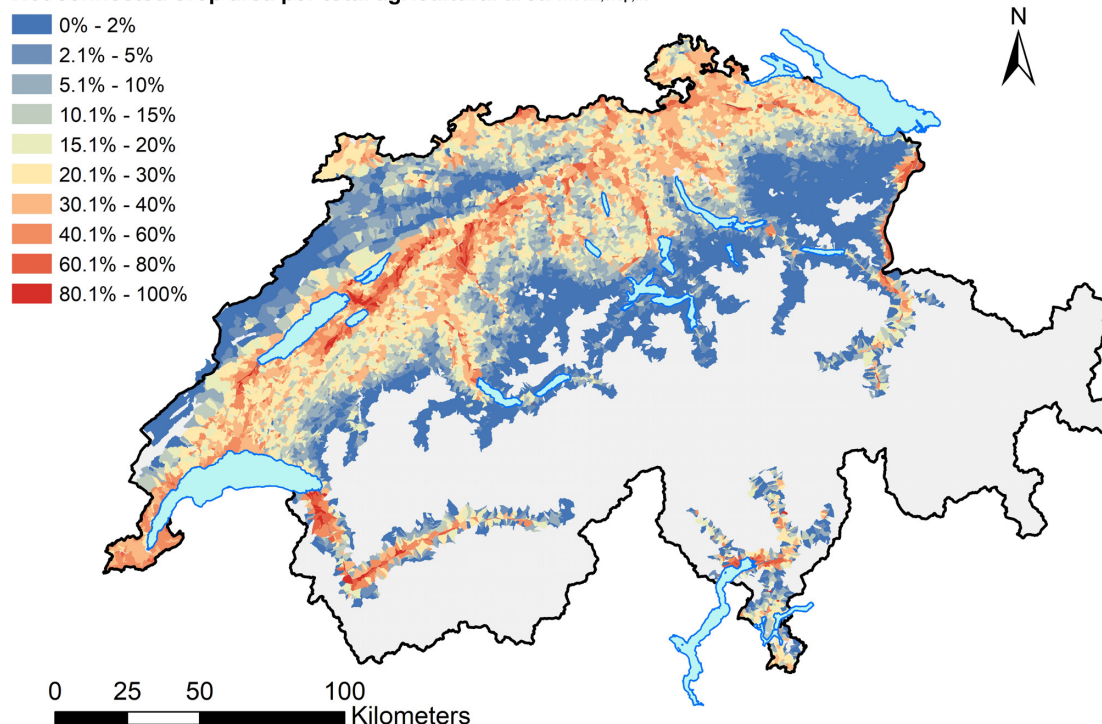 0% - 2%
2.1% - 5%
5.1% - 10%
10.1% - 15%
15.1% - 20%
20.1% - 30%
30.1% - 40%
40.1% - 60%
60.1% - 80%
80.1% - 100%
N
0 25 50 100
Kilometers